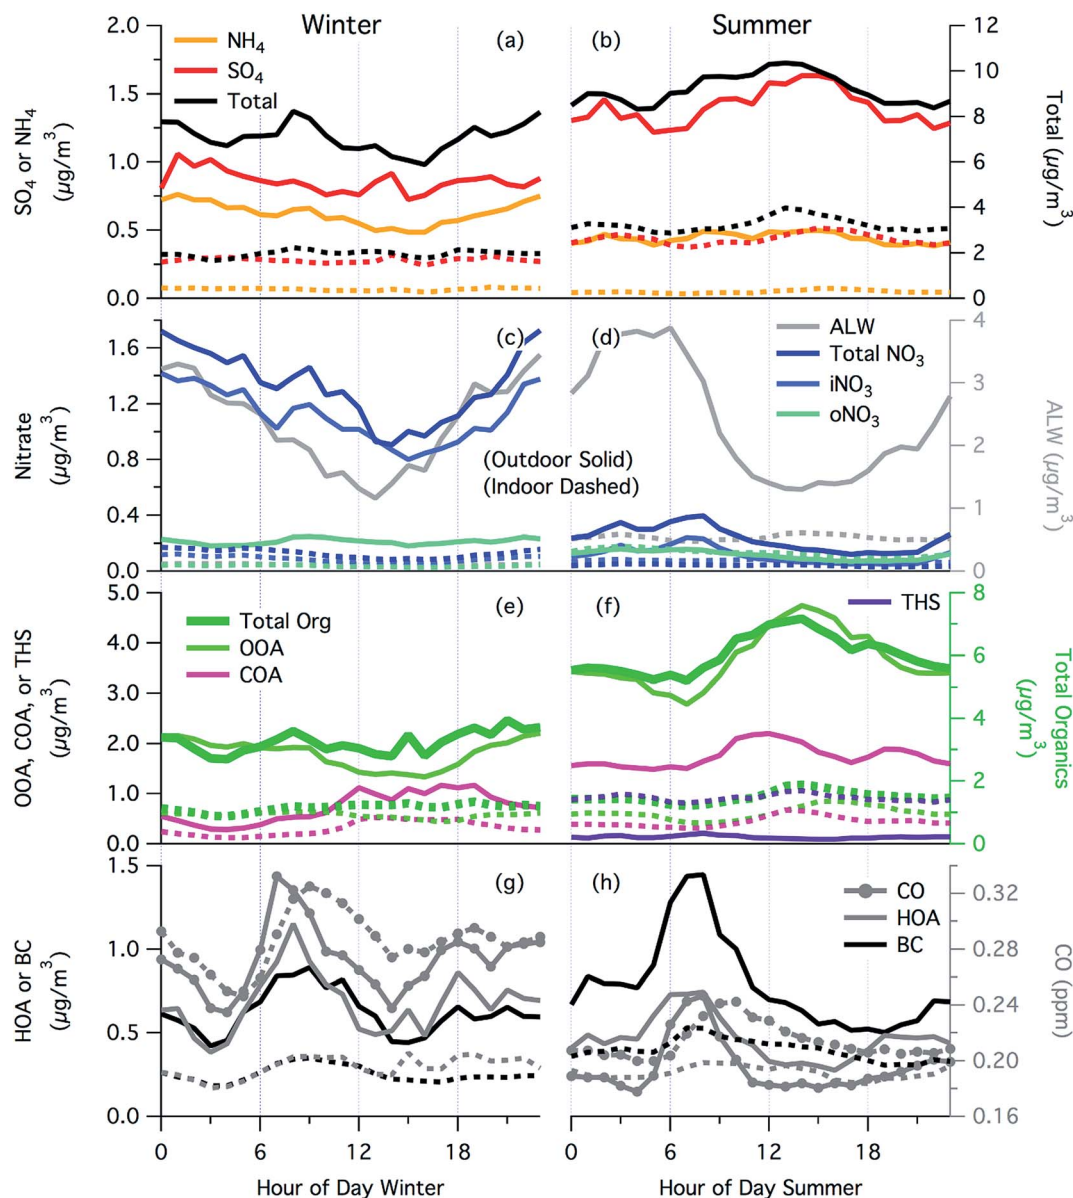 Winter
Summer
2.0
1.5
1.0
0.5
0.0
SO4 or NH4
(µg/m3)
NH4
SO4
Total
(a)
(b)
12
10
8
6
4
2
0
Total (µg/m3)
1.6
1.2
0.8
0.4
0.0
Nitrate
(µg/m3)
(c)
(d)
(Outdoor Solid)
(Indoor Dashed)
ALW
Total NO3
iNO3
oNO3
4
3
2
1
0
ALW (µg/m3)
5.0
4.0
3.0
2.0
1.0
0.0
OOA, COA, or THS
(µg/m3)
Total Org
OOA
COA
(e)
(f)
THS
8
6
4
2
0
Total Organics
(µg/m3)
1.5
1.0
0.5
0.0
HOA or BC
(µg/m3)
(g)
(h)
CO
HOA
BC
0.32
0.28
0.24
0.20
0.16
CO (ppm)
0
6
12
18
0
6
12
18
Hour of Day Winter
Hour of Day Summer